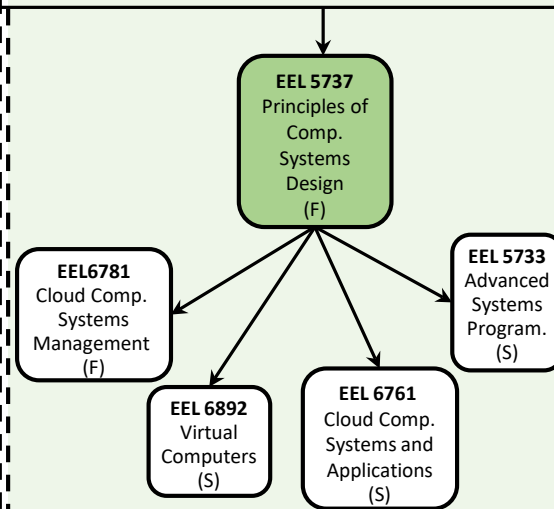 EEL 5737
Principles of
Comp.
Systems
Design
(F)
EEL6781
Cloud Comp.
Systems
Management
(F)
EEL 6892
Virtual
Computers
(S)
EEL 6761
Cloud Comp.
Systems and
Applications
(S)
EEL 5733
Advanced
Systems
Program.
(S)